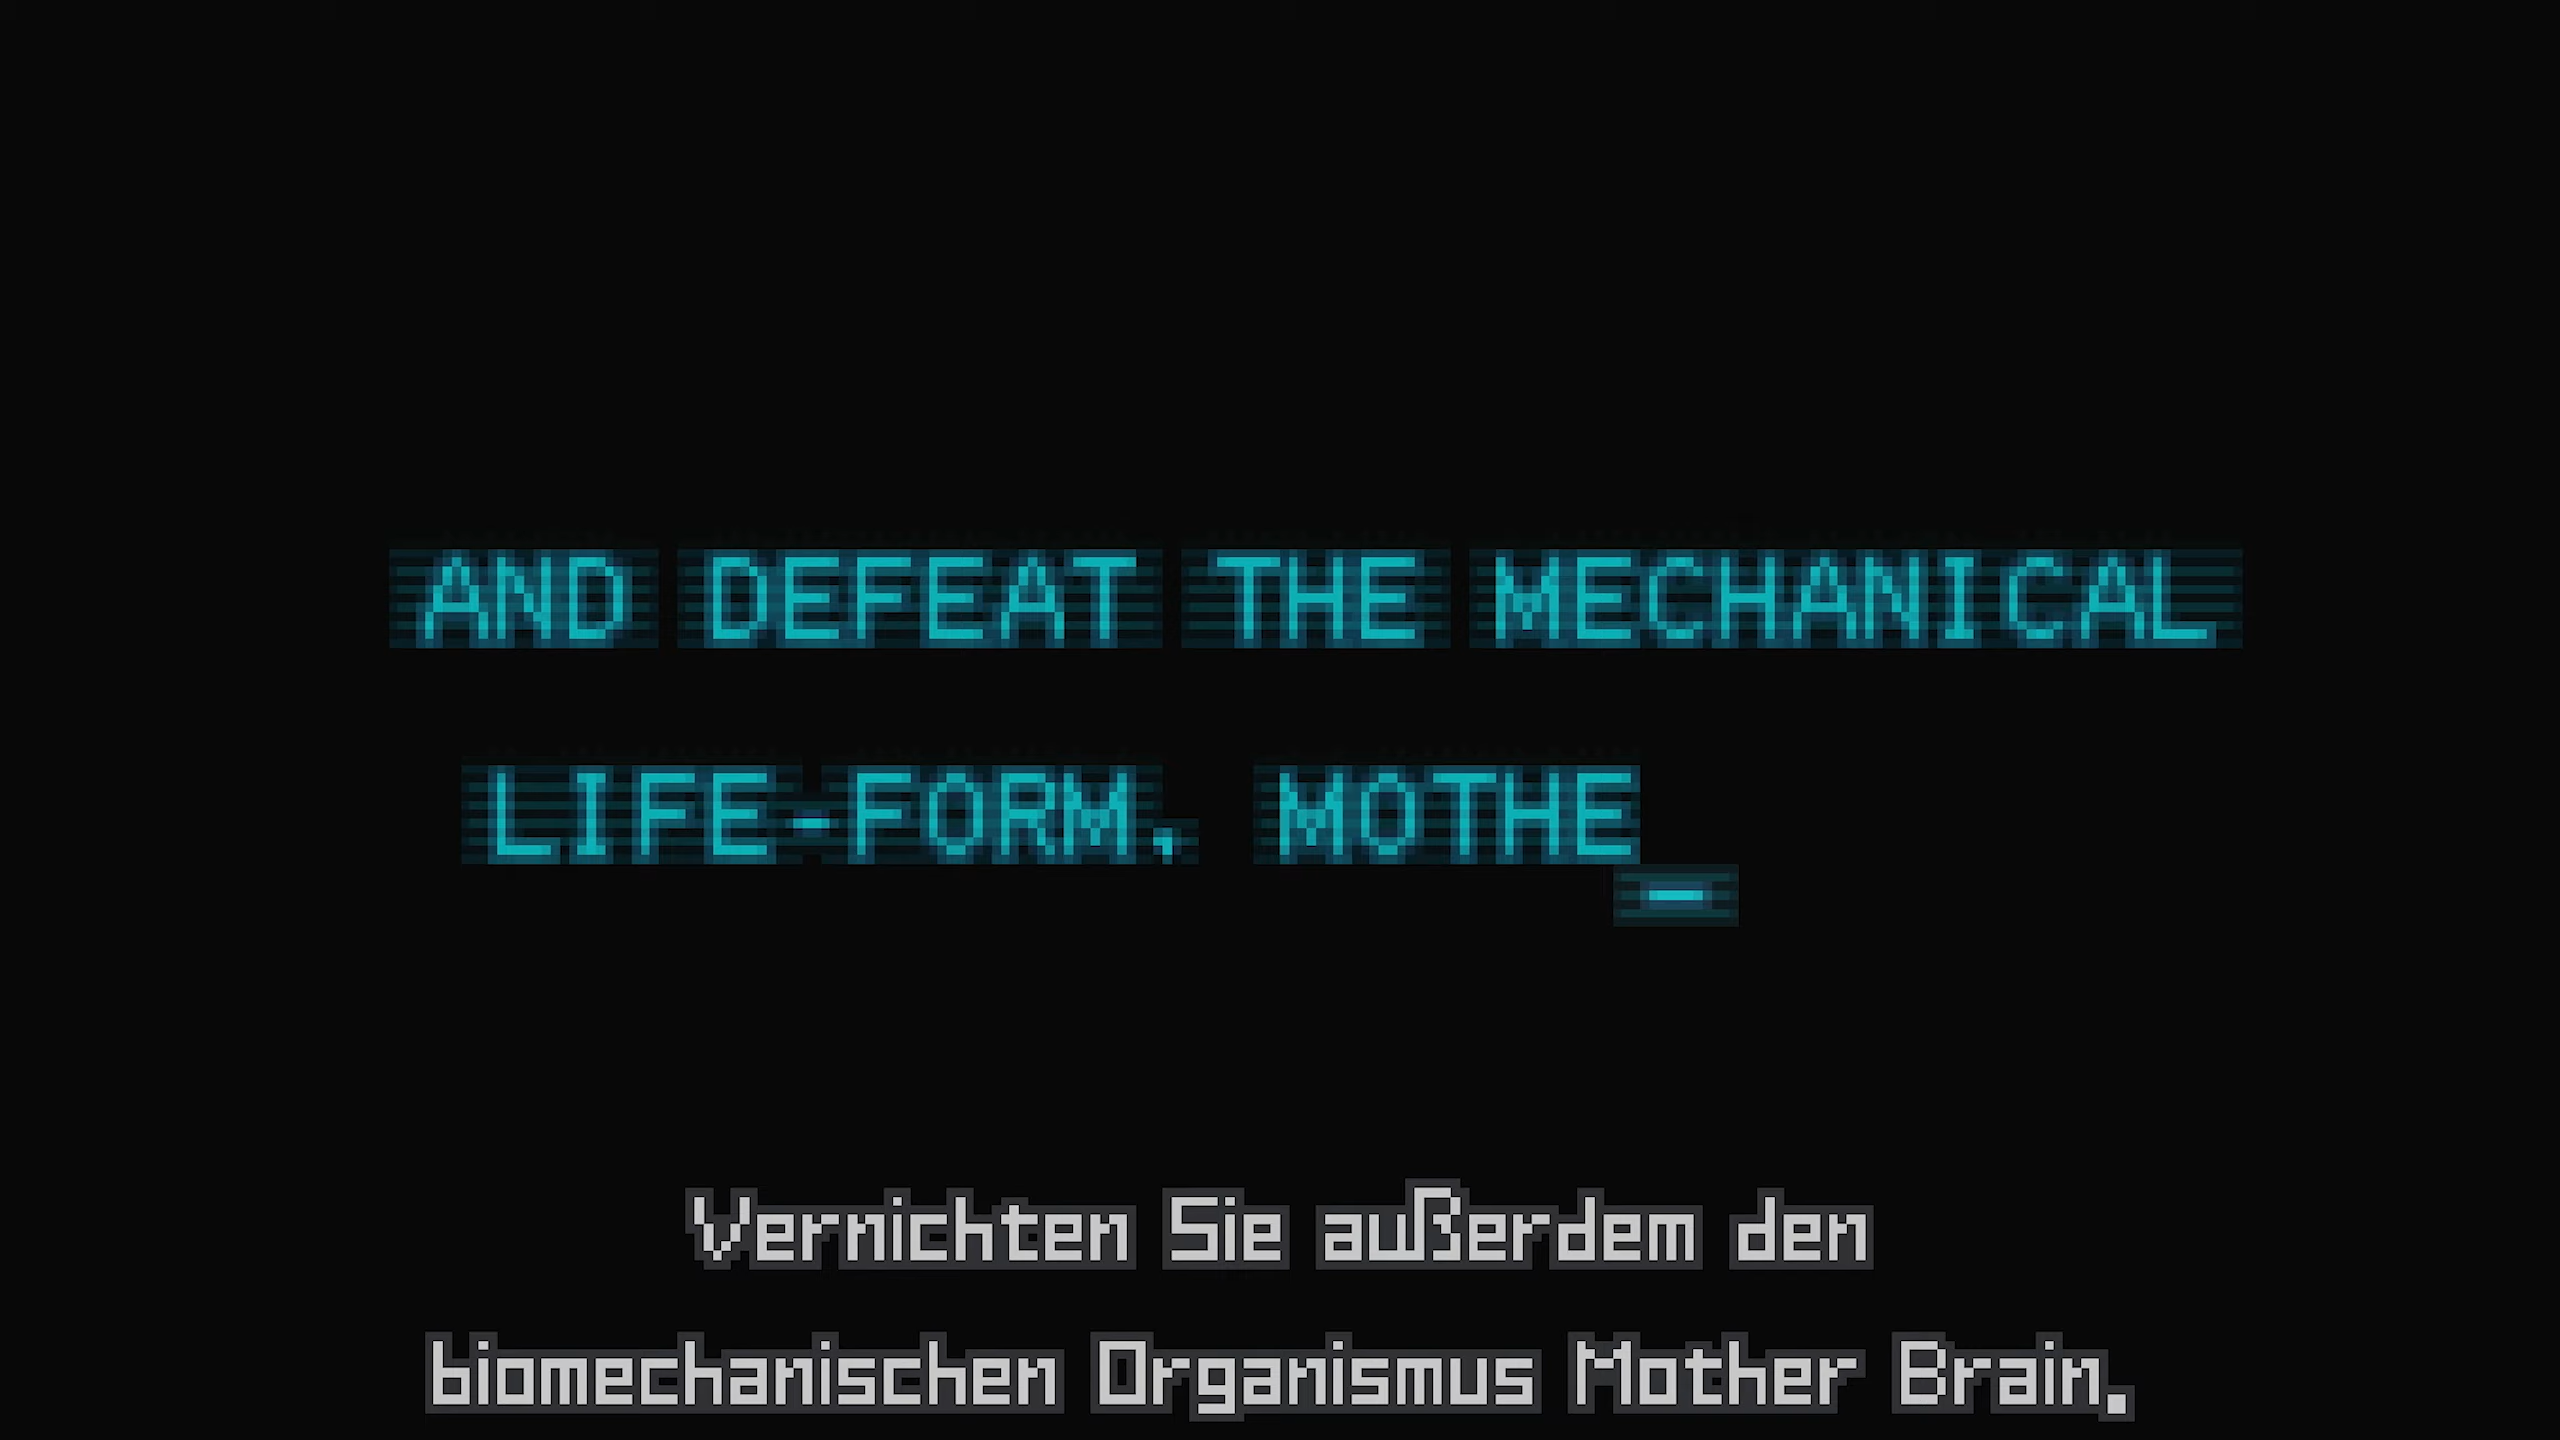 AND DEFEAT THE MECHANICAL
LIFE-FORM, MOTHE_
Vernichten Sie außerdem den
biomechanischen Organismus Mother Brain.